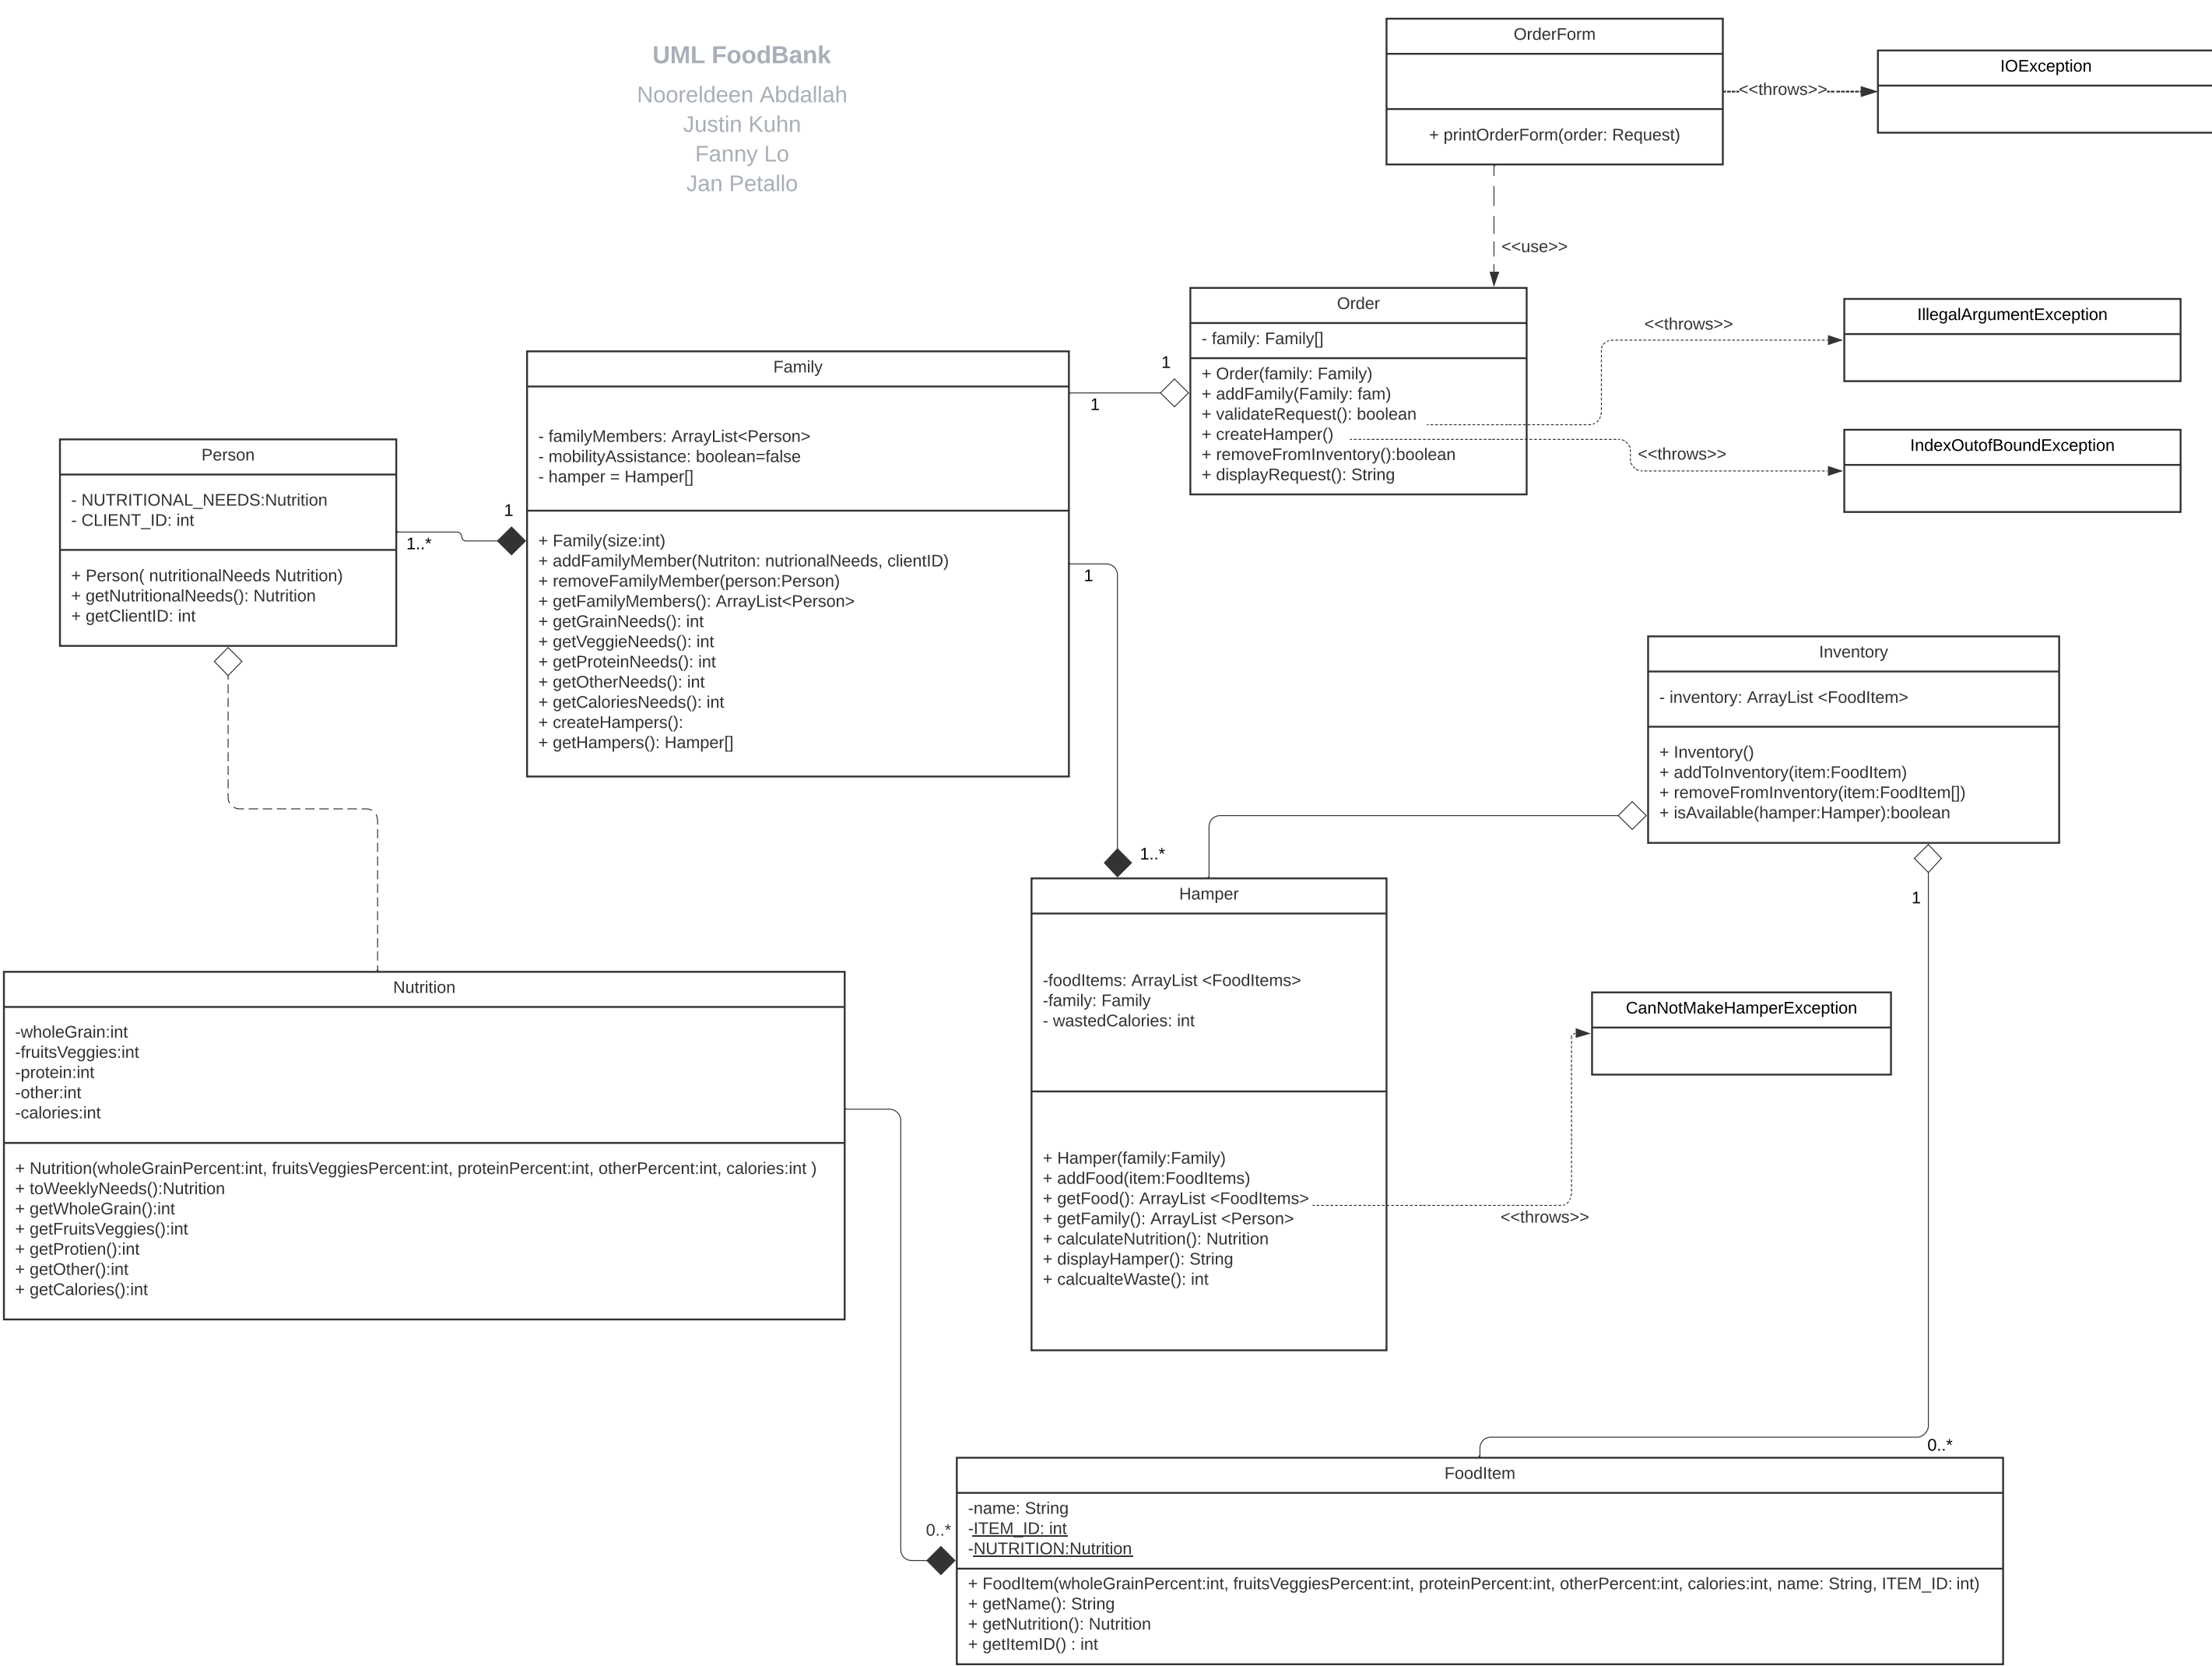 UML FoodBank
Nooreldeen Abdallah
Justin Kuhn
Fanny Lo
Jan Petallo
OrderForm
+ printOrderForm(order: Request)
<<throws>>
IOException
<<use>>
Order
- family: Family[]
+ Order(family: Family)
+ addFamily(Family: fam)
+ validateRequest(): boolean
+ createHamper()
+ removeFromInventory():boolean
+ displayRequest(): String
<<throws>>
IllegalArgumentException
<<throws>>
IndexOutofBoundException
1
1
Family
- familyMembers: ArrayList<Person>
- mobilityAssistance: boolean=false
- hamper = Hamper[]
+ Family(size:int)
+ addFamilyMember(Nutriton: nutrionalNeeds, clientID)
+ removeFamilyMember(person:Person)
+ getFamilyMembers(): ArrayList<Person>
+ getGrainNeeds(): int
+ getVeggieNeeds(): int
+ getProteinNeeds(): int
+ getOtherNeeds(): int
+ getCaloriesNeeds(): int
+ createHampers():
+ getHampers(): Hamper[]
Person
- NUTRITIONAL_NEEDS:Nutrition
- CLIENT_ID: int
+ Person( nutritionalNeeds Nutrition)
+ getNutritionalNeeds(): Nutrition
+ getClientID: int
1..*
1
1
1..*
Inventory
- inventory: ArrayList <FoodItem>
+ Inventory()
+ addToInventory(item:FoodItem)
+ removeFromInventory(item:FoodItem[])
+ isAvailable(hamper:Hamper):boolean
1
Hamper
-foodItems: ArrayList <FoodItems>
-family: Family
- wastedCalories: int
+ Hamper(family:Family)
+ addFood(item:FoodItems)
+ getFood(): ArrayList <FoodItems>
+ getFamily(): ArrayList <Person>
+ calculateNutrition(): Nutrition
+ displayHamper(): String
+ calcualteWaste(): int
<<throws>>
CanNotMakeHamperException
Nutrition
-wholeGrain:int
-fruitsVeggies:int
-protein:int
-other:int
-calories:int
+ Nutrition(wholeGrainPercent:int, fruitsVeggiesPercent:int, proteinPercent:int, otherPercent:int, calories:int )
+ toWeeklyNeeds():Nutrition
+ getWholeGrain():int
+ getFruitsVeggies():int
+ getProtien():int
+ getOther():int
+ getCalories():int
0..*
0..*
FoodItem
-name: String
-ITEM_ID: int
-NUTRITION:Nutrition
+ FoodItem(wholeGrainPercent:int, fruitsVeggiesPercent:int, proteinPercent:int, otherPercent:int, calories:int, name: String, ITEM_ID: int)
+ getName(): String
+ getNutrition(): Nutrition
+ getItemID() : int